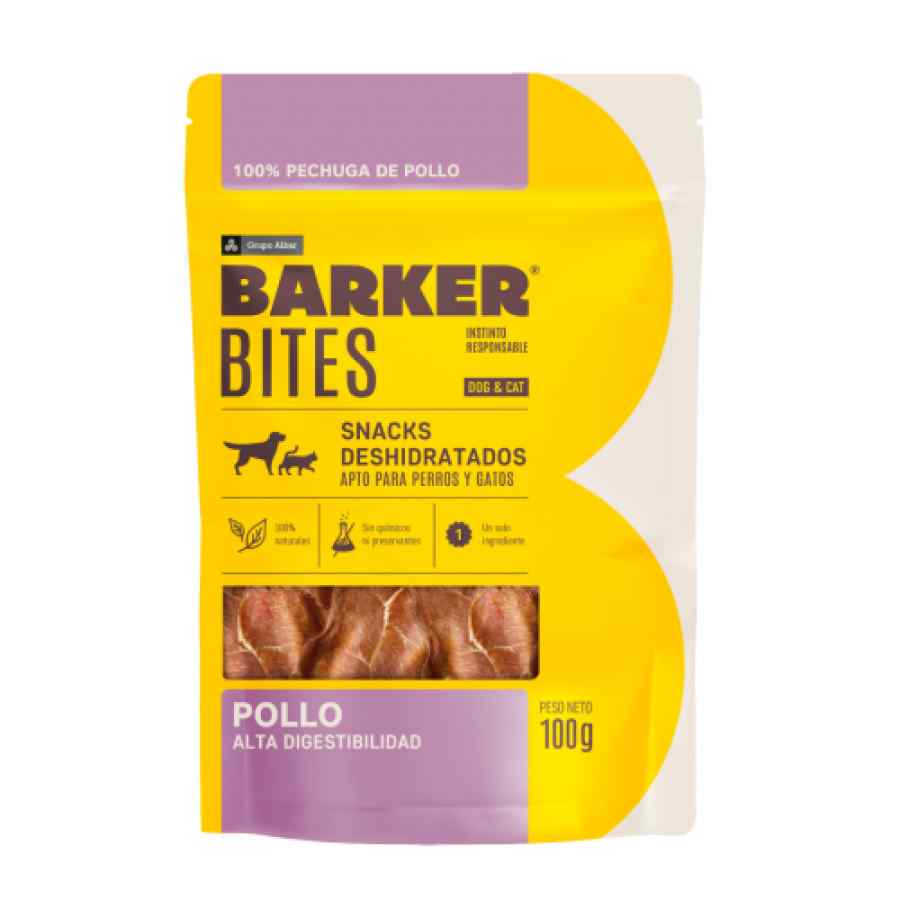 100% PECHUGA DE POLLO
Grupo Alber
BARKER®
BITES
INSTINTO
RESPONSABLE
DOG & CAT
SNACKS
DESHIDRATADOS
APTO PARA PERROS Y GATOS
100%
naturales
Sin químicos
ni preservantes
1
Un solo
ingrediente
POLLO
ALTA DIGESTIBILIDAD
PESO NETO
100g